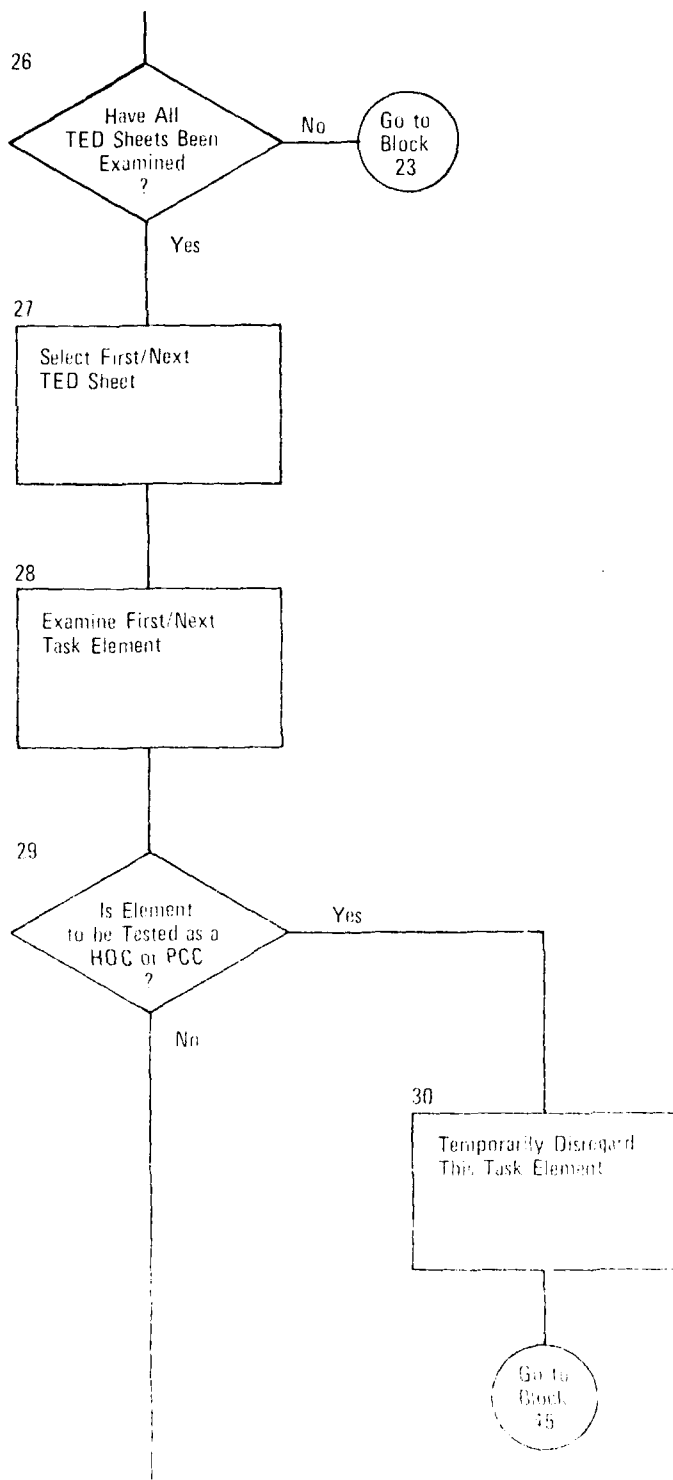 26
Have All
TED Sheets Been
Examined
?
No
Go to
Block
23
Yes
27
Select First/Next
TED Sheet
28
Examine First/Next
Task Element
29
Is Element
to be Tested as a
HOC or PCC
?
Yes
No
30
Temporarily Disregard
This Task Element
Go to
Block